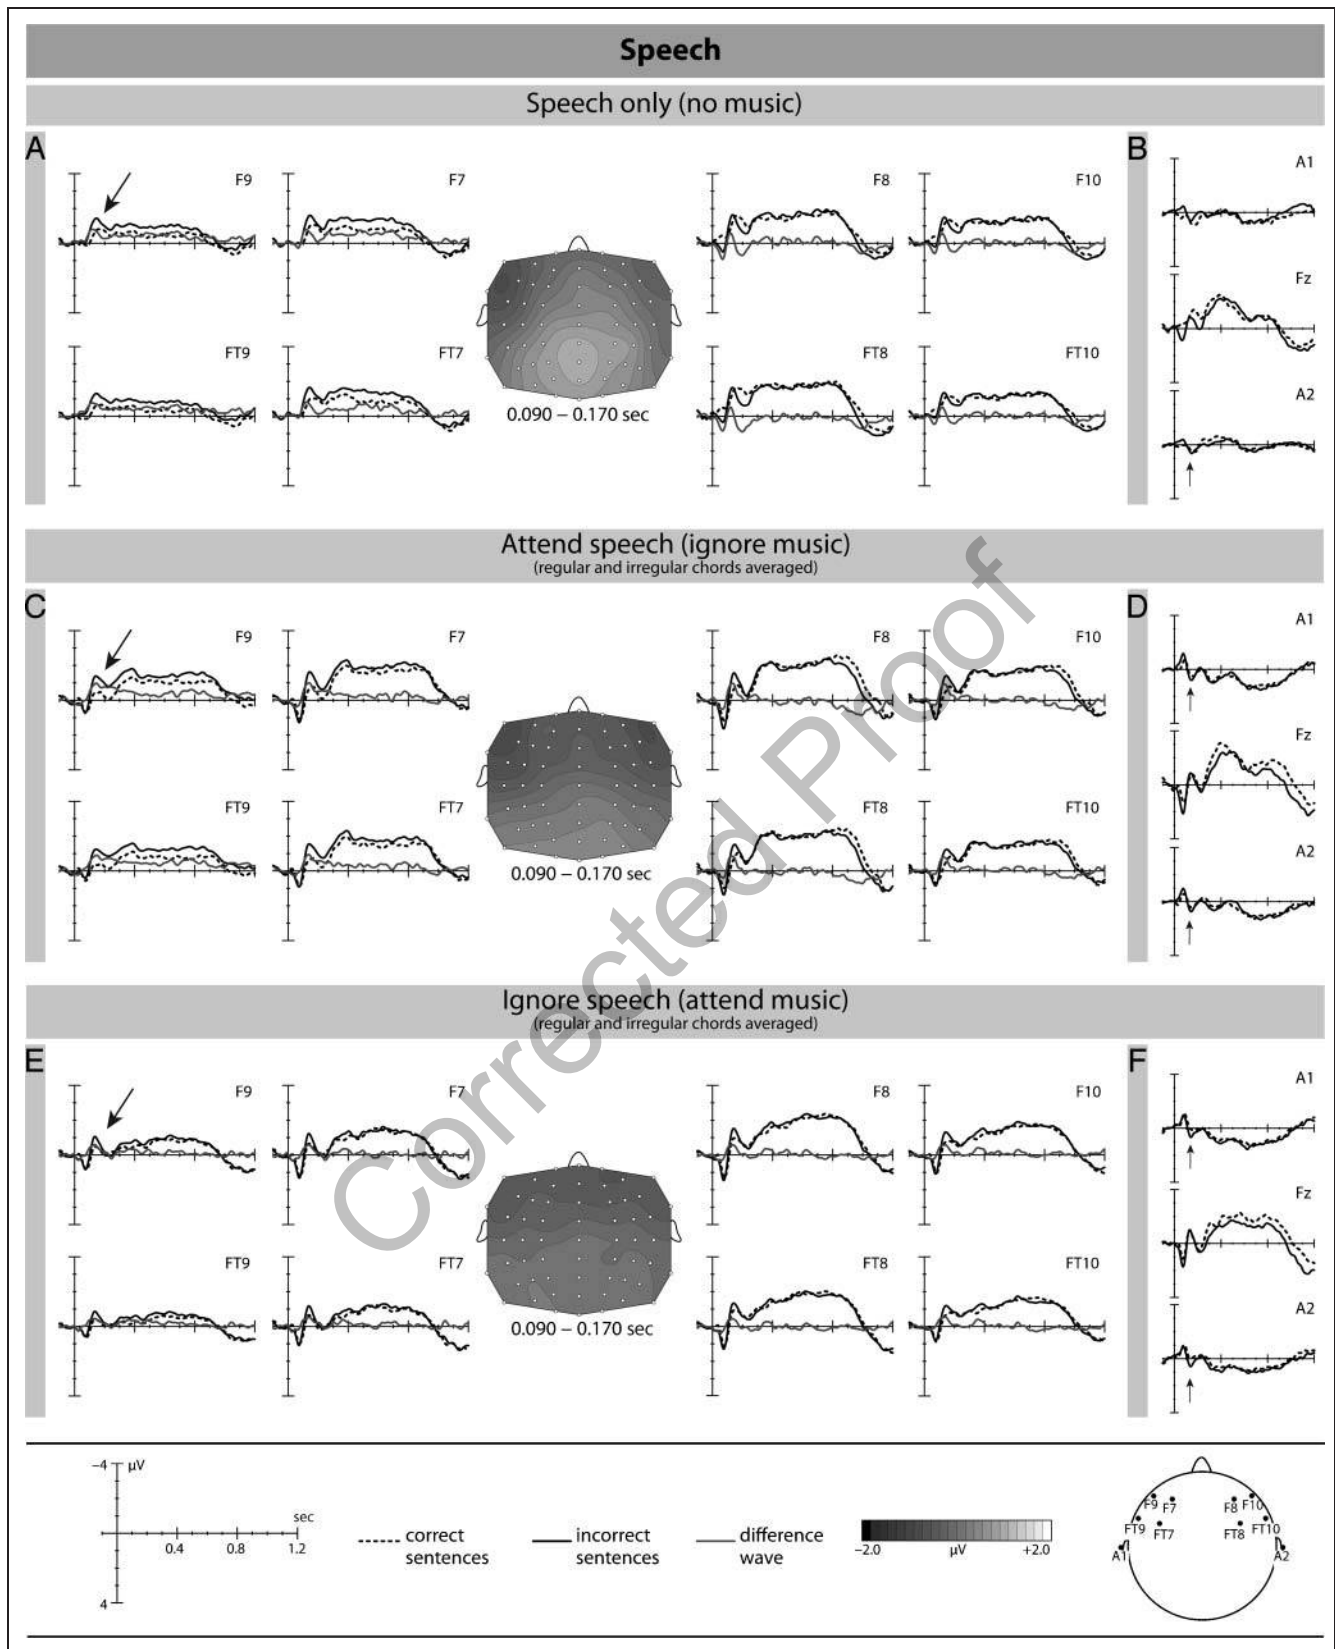 Speech
Speech only (no music)
A
F9
F7
F8
F10
FT9
FT7
FT8
FT10
0.090 – 0.170 sec
B
A1
Fz
A2
Attend speech (ignore music)
(regular and irregular chords averaged)
C
F9
F7
F8
F10
FT9
FT7
FT8
FT10
0.090 – 0.170 sec
D
A1
Fz
A2
Ignore speech (attend music)
(regular and irregular chords averaged)
E
F9
F7
F8
F10
FT9
FT7
FT8
FT10
0.090 – 0.170 sec
F
A1
Fz
A2
Corrected Proof
–4 µV
sec
0.4 0.8 1.2
4
correct
sentences
incorrect
sentences
difference
wave
–2.0 µV +2.0
F9 F7 F8 F10
FT9 FT7 FT8 FT10
A1 A2